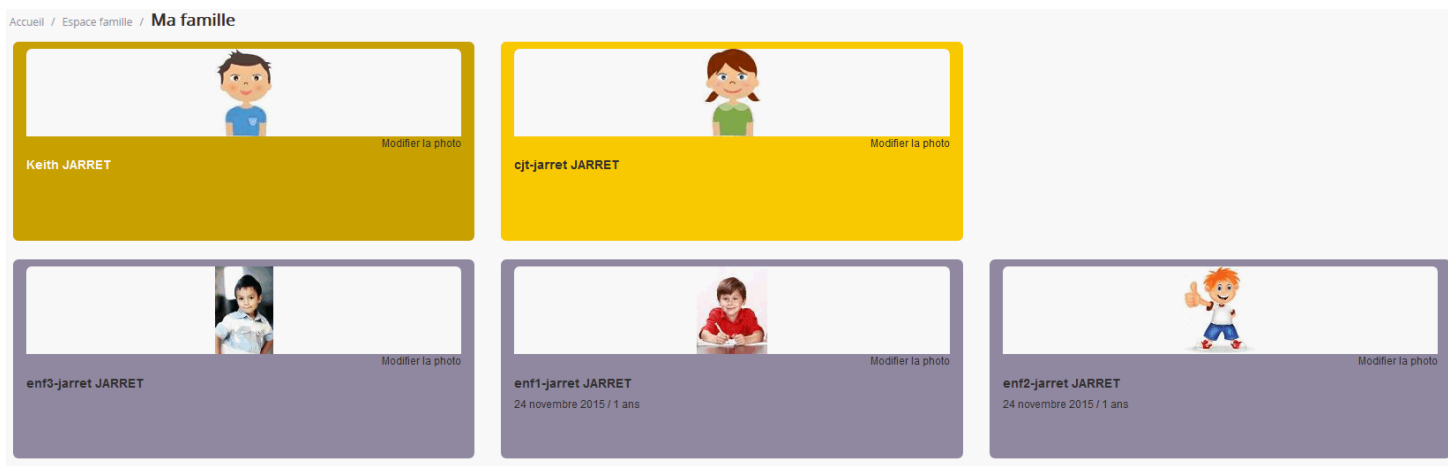 Accueil / Espace famille / Ma famille
Modifier la photo
Keith JARRET
Modifier la photo
cjt-jarret JARRET
Modifier la photo
enf3-jarret JARRET
Modifier la photo
enf1-jarret JARRET
24 novembre 2015 / 1 ans
Modifier la photo
enf2-jarret JARRET
24 novembre 2015 / 1 ans